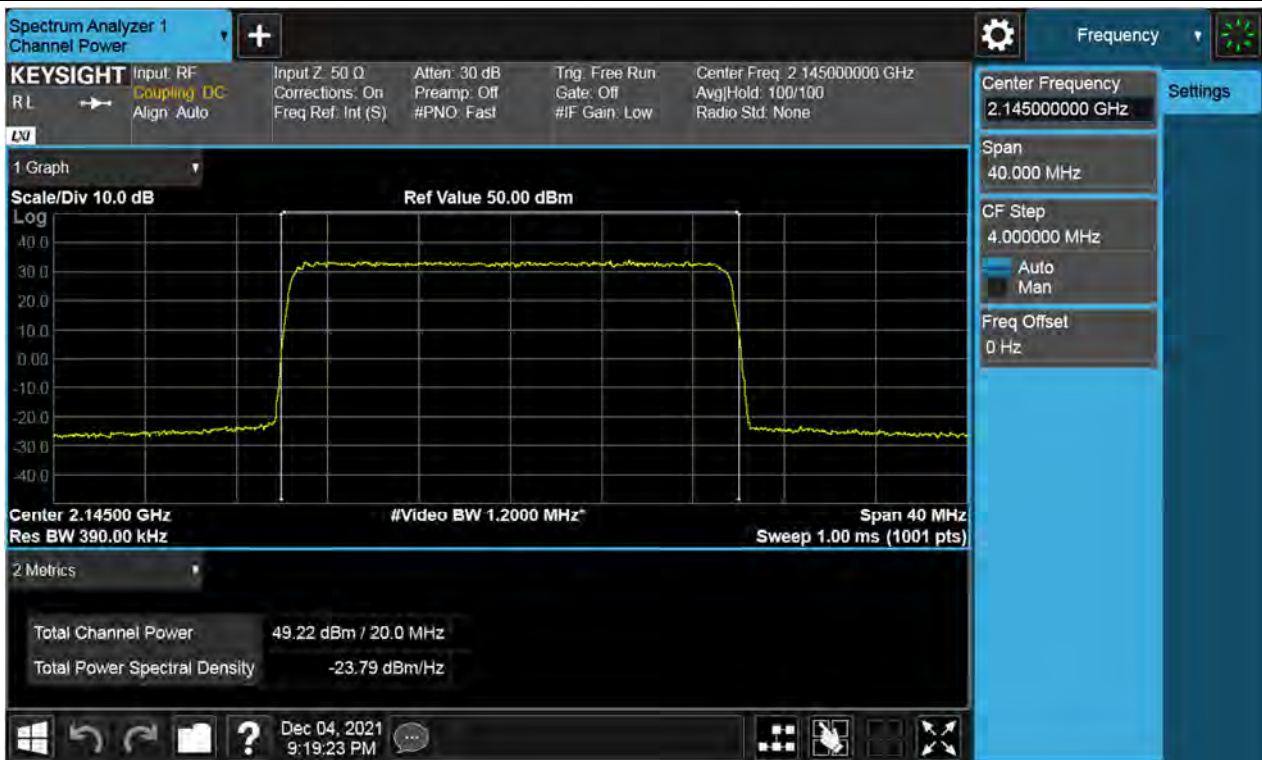 Spectrum Analyzer 1
Channel Power
+
Frequency
KEYSIGHT
RL
LXI
Input: RF
Coupling: DC
Align: Auto
Input Z: 50 Ω
Corrections: On
Freq Ref: Int (S)
Atten: 30 dB
Preamp: Off
#PNO: Fast
Trig: Free Run
Gate: Off
#IF Gain: Low
Center Freq: 2.145000000 GHz
Avg|Hold: 100/100
Radio Std: None
Center Frequency
2.145000000 GHz
Settings
Span
40.000 MHz
CF Step
4.000000 MHz
Auto
Man
Freq Offset
0 Hz
1 Graph
Scale/Div 10.0 dB
Ref Value 50.00 dBm
Log
40.0
30.0
20.0
10.0
0.00
-10.0
-20.0
-30.0
-40.0
Center 2.14500 GHz
#Video BW 1.2000 MHz*
Span 40 MHz
Res BW 390.00 kHz
Sweep 1.00 ms (1001 pts)
2 Metrics
Total Channel Power 49.22 dBm / 20.0 MHz
Total Power Spectral Density -23.79 dBm/Hz
?
Dec 04, 2021
9:19:23 PM